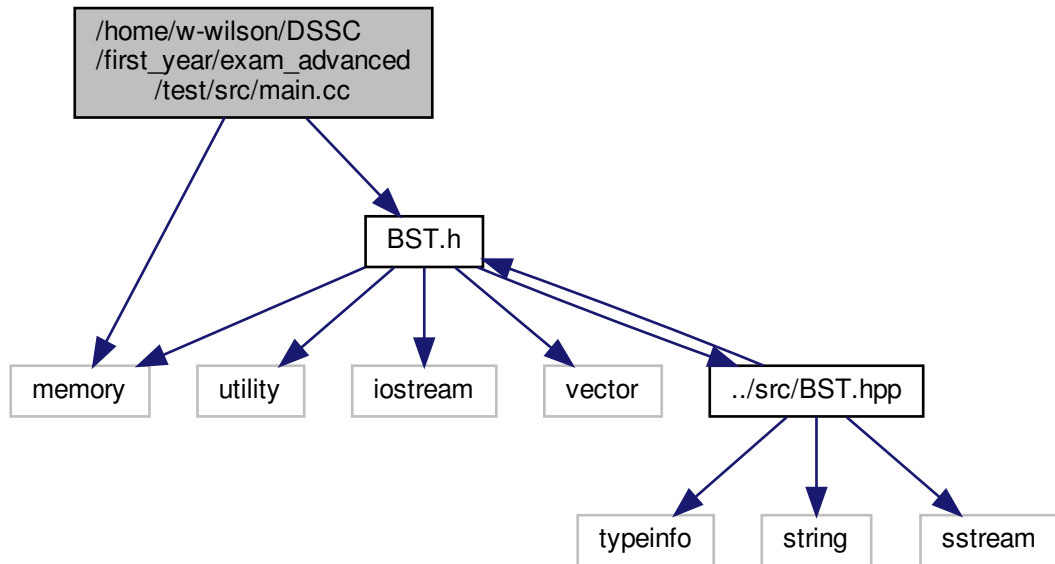 /home/w-wilson/DSSC
/first_year/exam_advanced
/test/src/main.cc
BST.h
memory
utility
iostream
vector
../src/BST.hpp
typeinfo
string
sstream